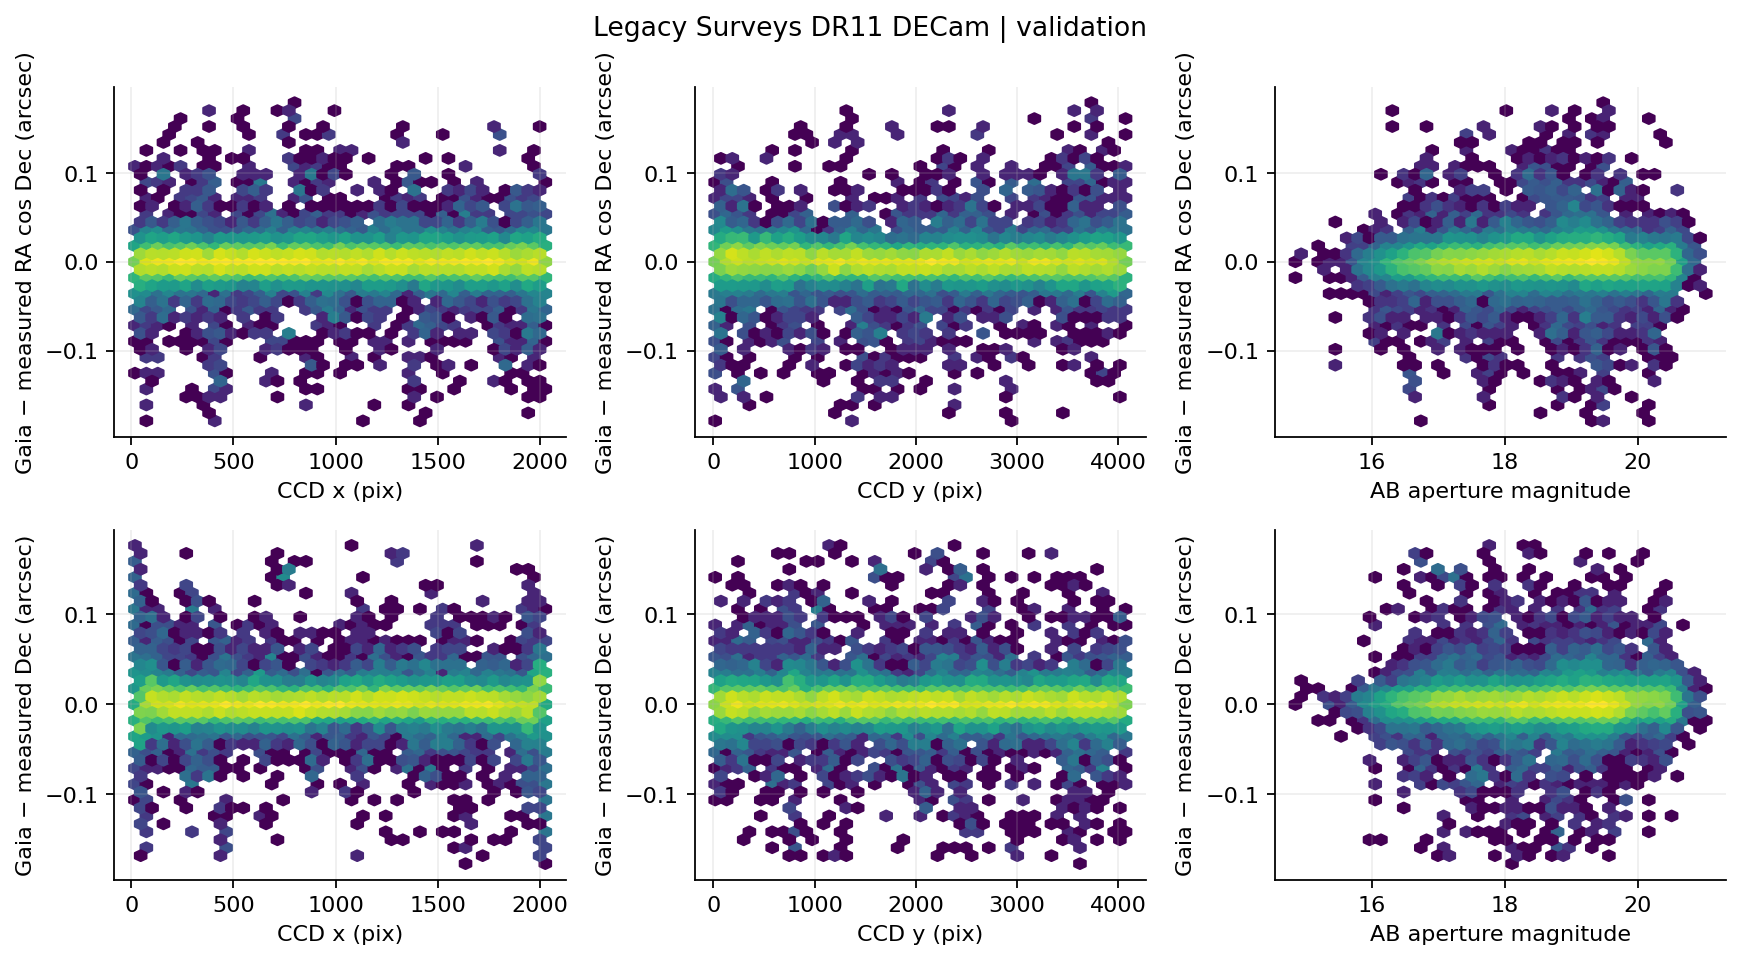 Legacy Surveys DR11 DECam | validation
Gaia − measured RA cos Dec (arcsec)
0.1
0.0
−0.1
0 500 1000 1500 2000
CCD x (pix)
Gaia − measured RA cos Dec (arcsec)
0.1
0.0
−0.1
0 1000 2000 3000 4000
CCD y (pix)
Gaia − measured RA cos Dec (arcsec)
0.1
0.0
−0.1
16 18 20
AB aperture magnitude
Gaia − measured Dec (arcsec)
0.1
0.0
−0.1
0 500 1000 1500 2000
CCD x (pix)
Gaia − measured Dec (arcsec)
0.1
0.0
−0.1
0 1000 2000 3000 4000
CCD y (pix)
Gaia − measured Dec (arcsec)
0.1
0.0
−0.1
16 18 20
AB aperture magnitude